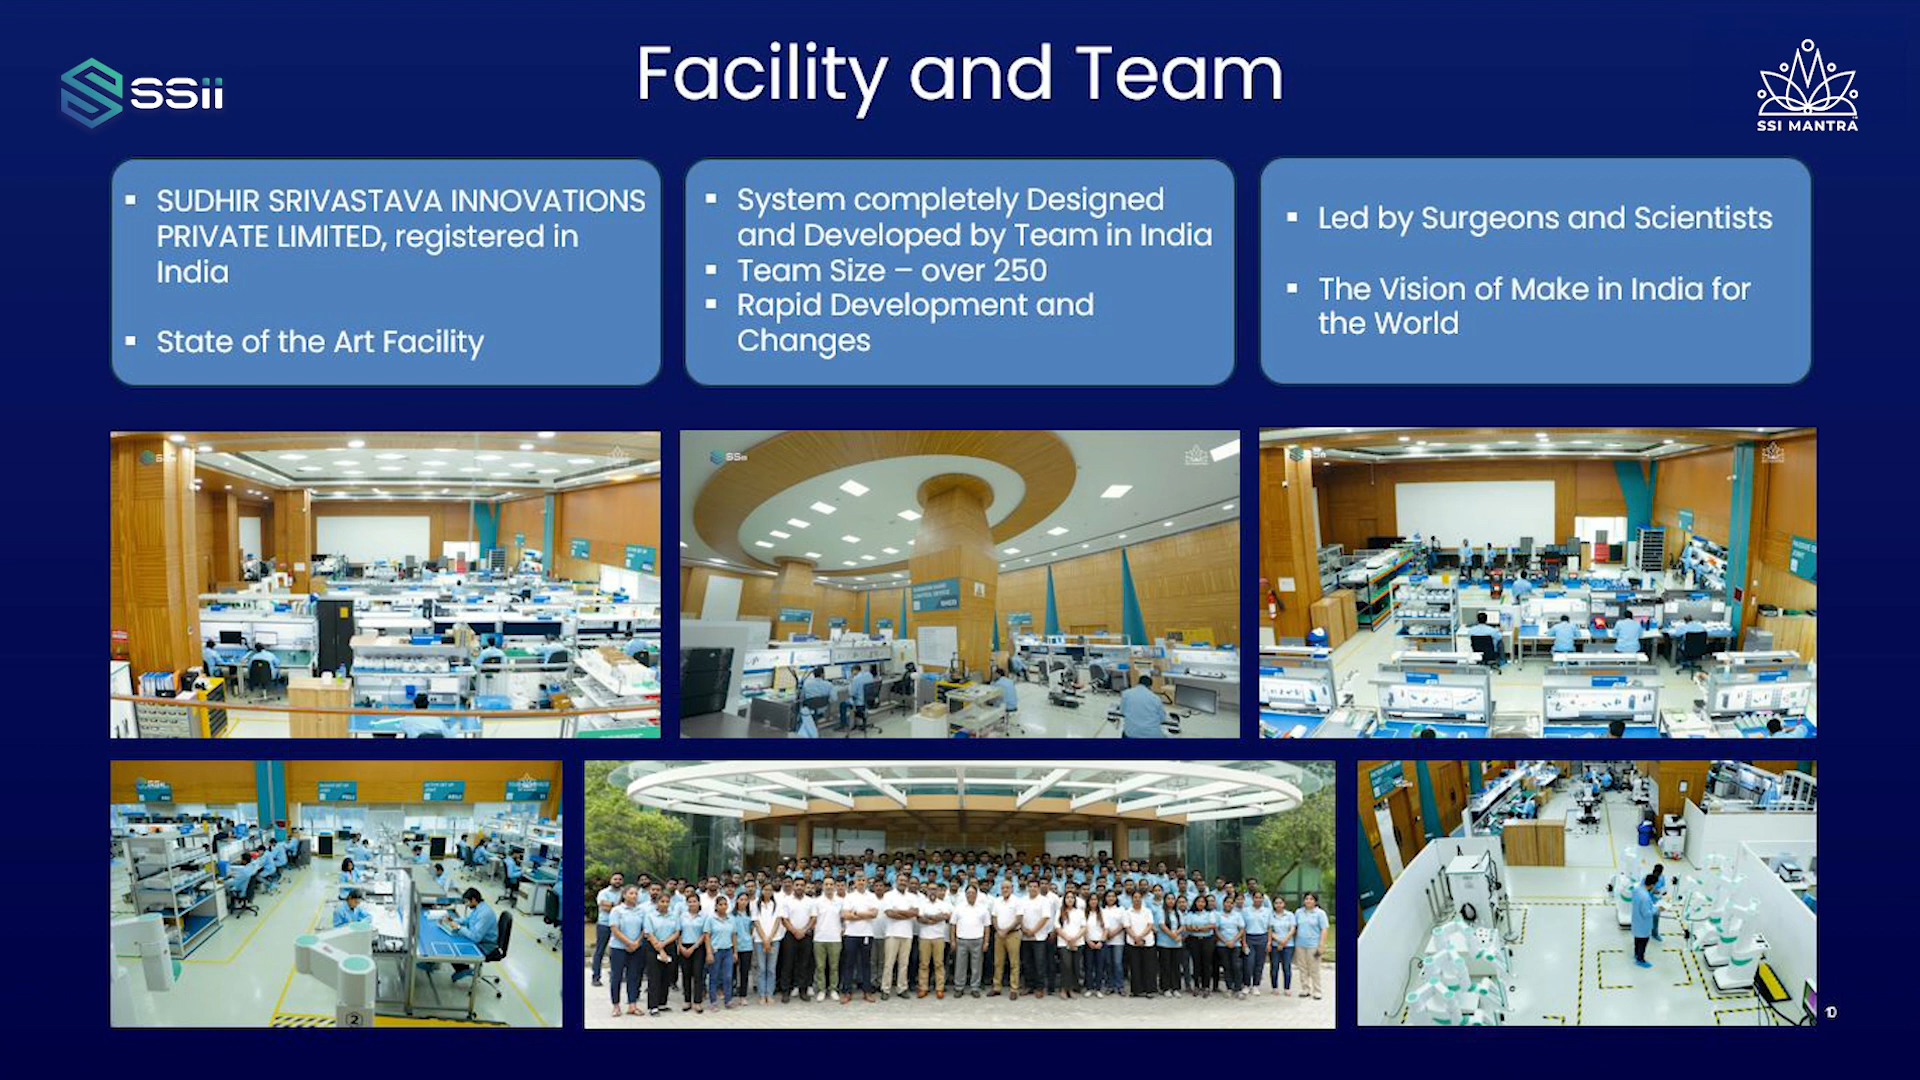 Facility and Team
ssii
SSI MANTRA
▪ SUDHIR SRIVASTAVA INNOVATIONS
PRIVATE LIMITED, registered in
India
▪ State of the Art Facility
▪ System completely Designed
and Developed by Team in India
▪ Team Size – over 250
▪ Rapid Development and
Changes
▪ Led by Surgeons and Scientists
▪ The Vision of Make in India for
the World
2
10